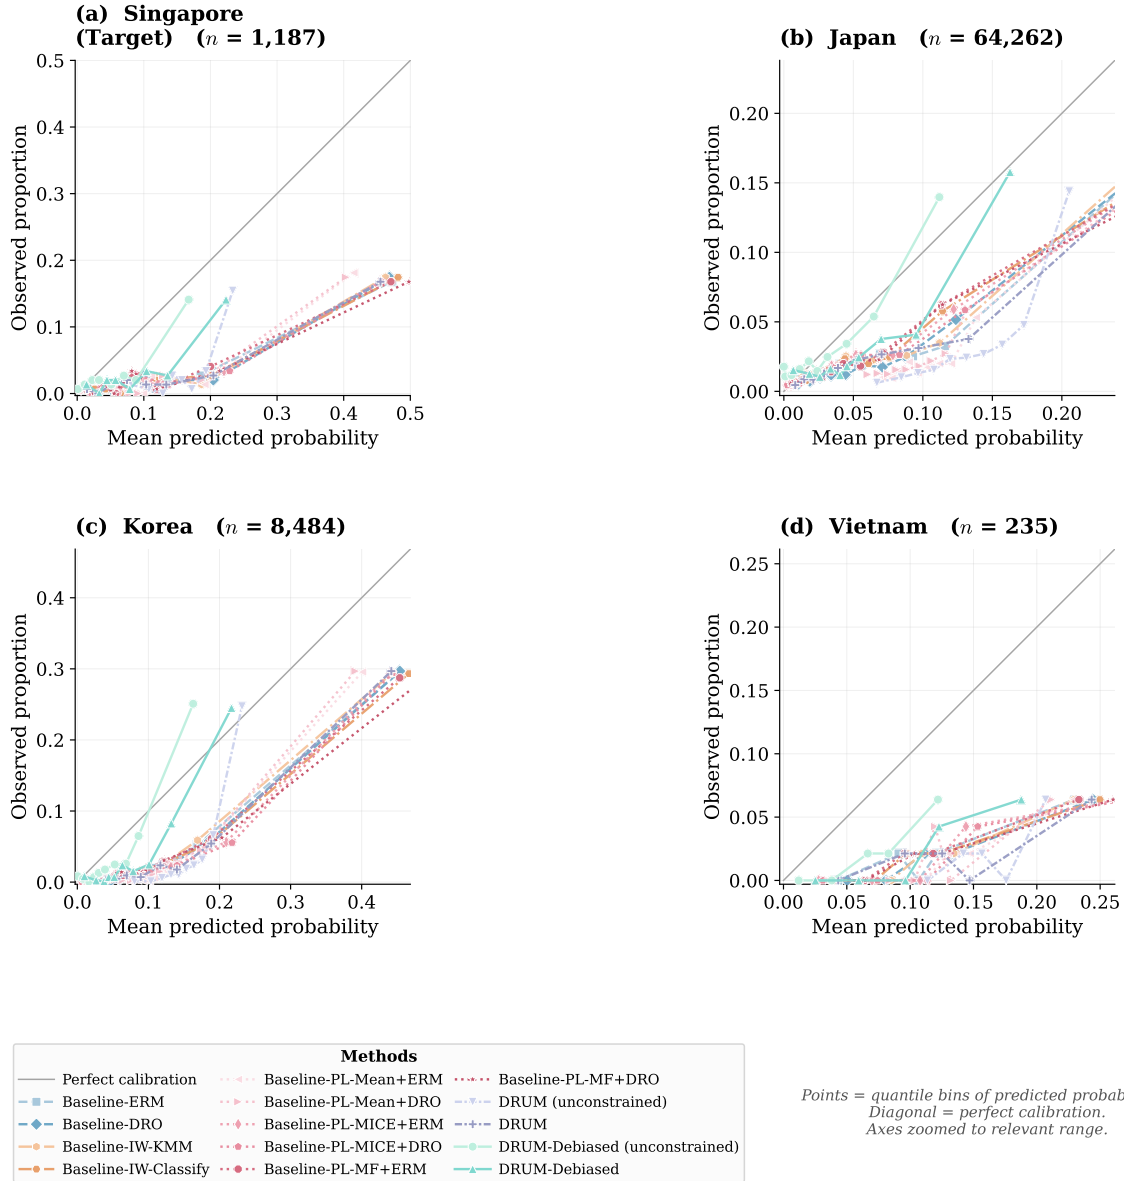 (a)  Singapore
(Target)   (n = 1,187)
0.5
0.4
0.3
0.2
0.1
0.0
Observed proportion
0.0 0.1 0.2 0.3 0.4 0.5
Mean predicted probability
(b)  Japan   (n = 64,262)
0.20
0.15
0.10
0.05
0.00
Observed proportion
0.00 0.05 0.10 0.15 0.20
Mean predicted probability
(c)  Korea   (n = 8,484)
0.4
0.3
0.2
0.1
0.0
Observed proportion
0.0 0.1 0.2 0.3 0.4
Mean predicted probability
(d)  Vietnam   (n = 235)
0.25
0.20
0.15
0.10
0.05
0.00
Observed proportion
0.00 0.05 0.10 0.15 0.20 0.25
Mean predicted probability
Methods
Perfect calibration
Baseline-ERM
Baseline-DRO
Baseline-IW-KMM
Baseline-IW-Classify
Baseline-PL-Mean+ERM
Baseline-PL-Mean+DRO
Baseline-PL-MICE+ERM
Baseline-PL-MICE+DRO
Baseline-PL-MF+ERM
Baseline-PL-MF+DRO
DRUM (unconstrained)
DRUM
DRUM-Debiased (unconstrained)
DRUM-Debiased
Points = quantile bins of predicted probab
Diagonal = perfect calibration.
Axes zoomed to relevant range.